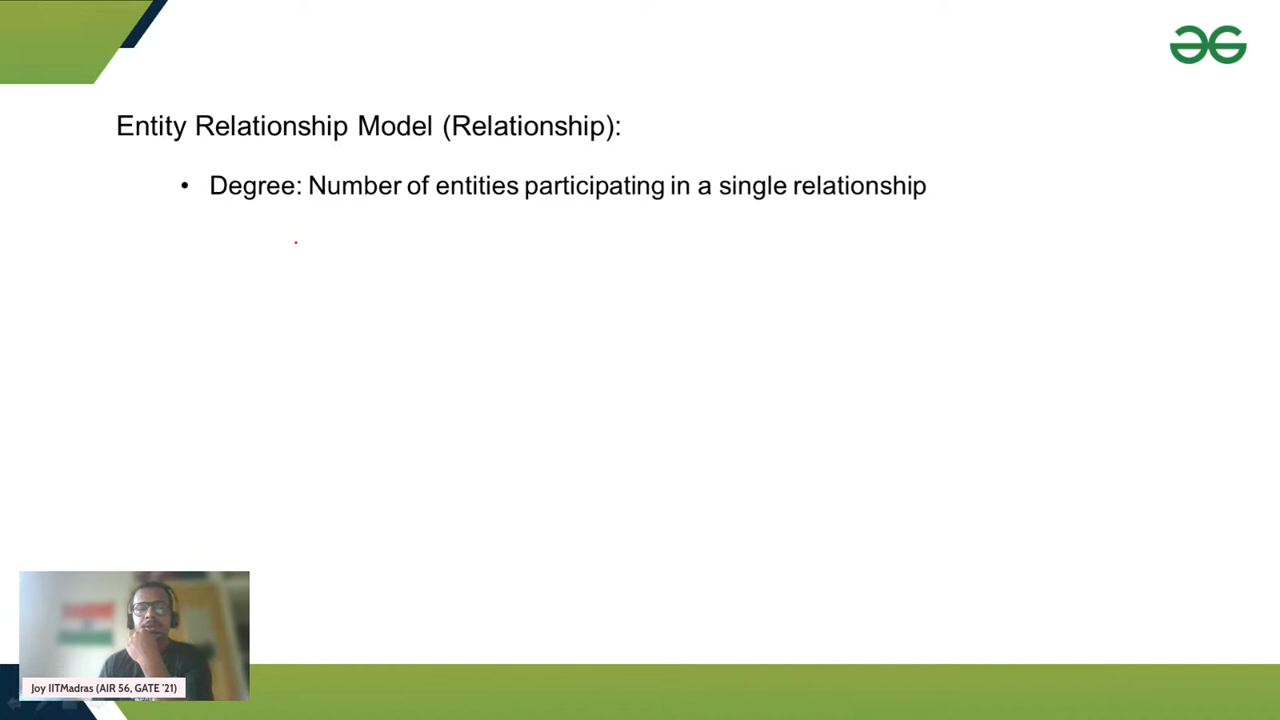 Entity Relationship Model (Relationship):
• Degree: Number of entities participating in a single relationship
Joy IITMadras (AIR 56, GATE '21)